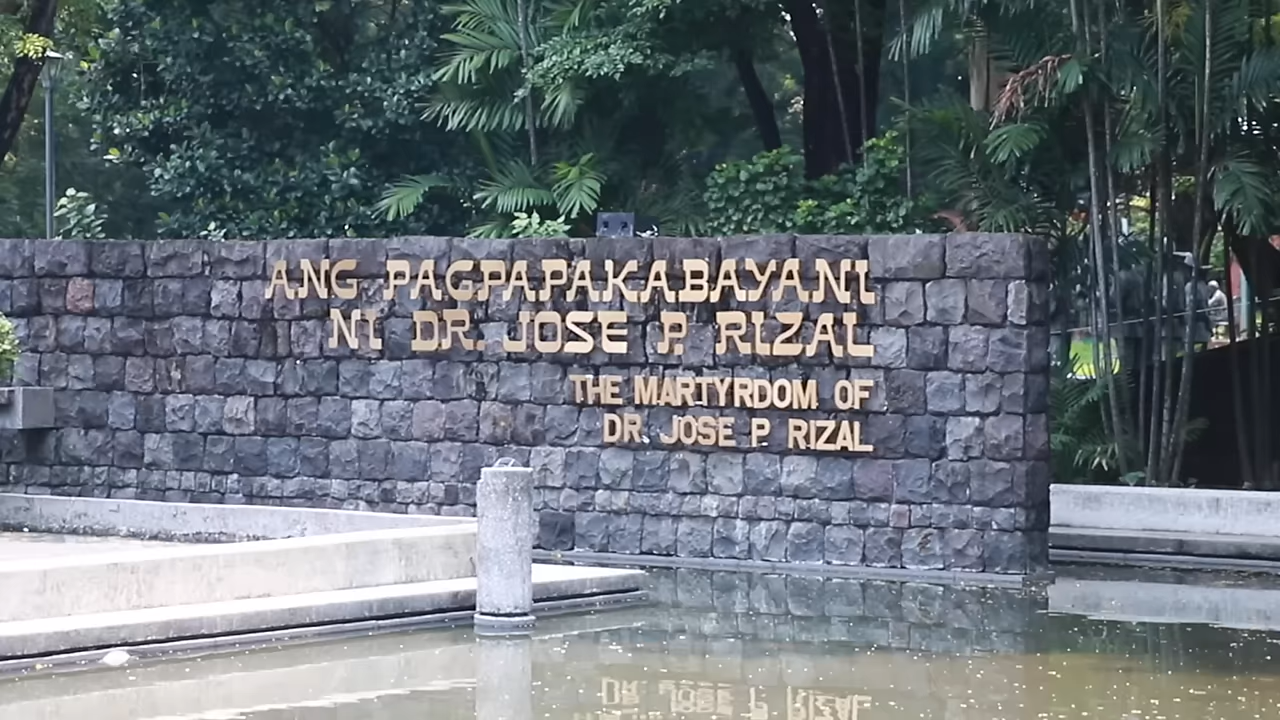 ANG PAGPAPAKABAYANI
NI DR. JOSE P. RIZAL
THE MARTYRDOM OF
DR. JOSE P. RIZAL